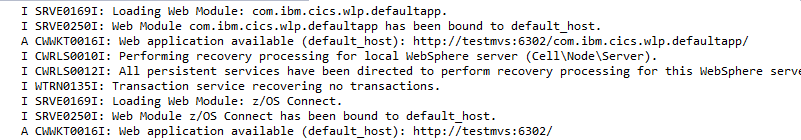 I SRVE0169I: Loading Web Module: com.ibm.cics.wlp.defaultapp.
I SRVE0250I: Web Module com.ibm.cics.wlp.defaultapp has been bound to default_host.
A CWWKT0016I: Web application available (default_host): http://testmvs:6302/com.ibm.cics.wlp.defaultapp/
I CWRLS0010I: Performing recovery processing for local WebSphere server (Cell\Node\Server).
I CWRLS0012I: All persistent services have been directed to perform recovery processing for this WebSphere serve
I WTRN0135I: Transaction service recovering no transactions.
I SRVE0169I: Loading Web Module: z/OS Connect.
I SRVE0250I: Web Module z/OS Connect has been bound to default_host.
A CWWKT0016I: Web application available (default_host): http://testmvs:6302/